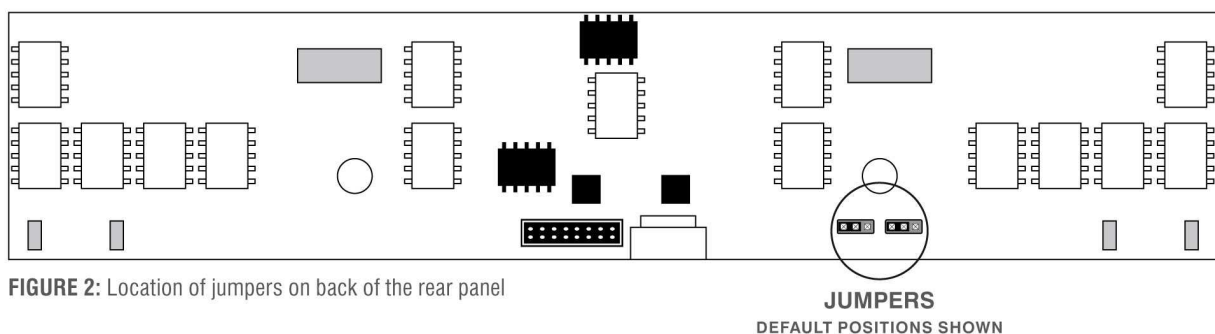 FIGURE 2: Location of jumpers on back of the rear panel
JUMPERS
DEFAULT POSITIONS SHOWN